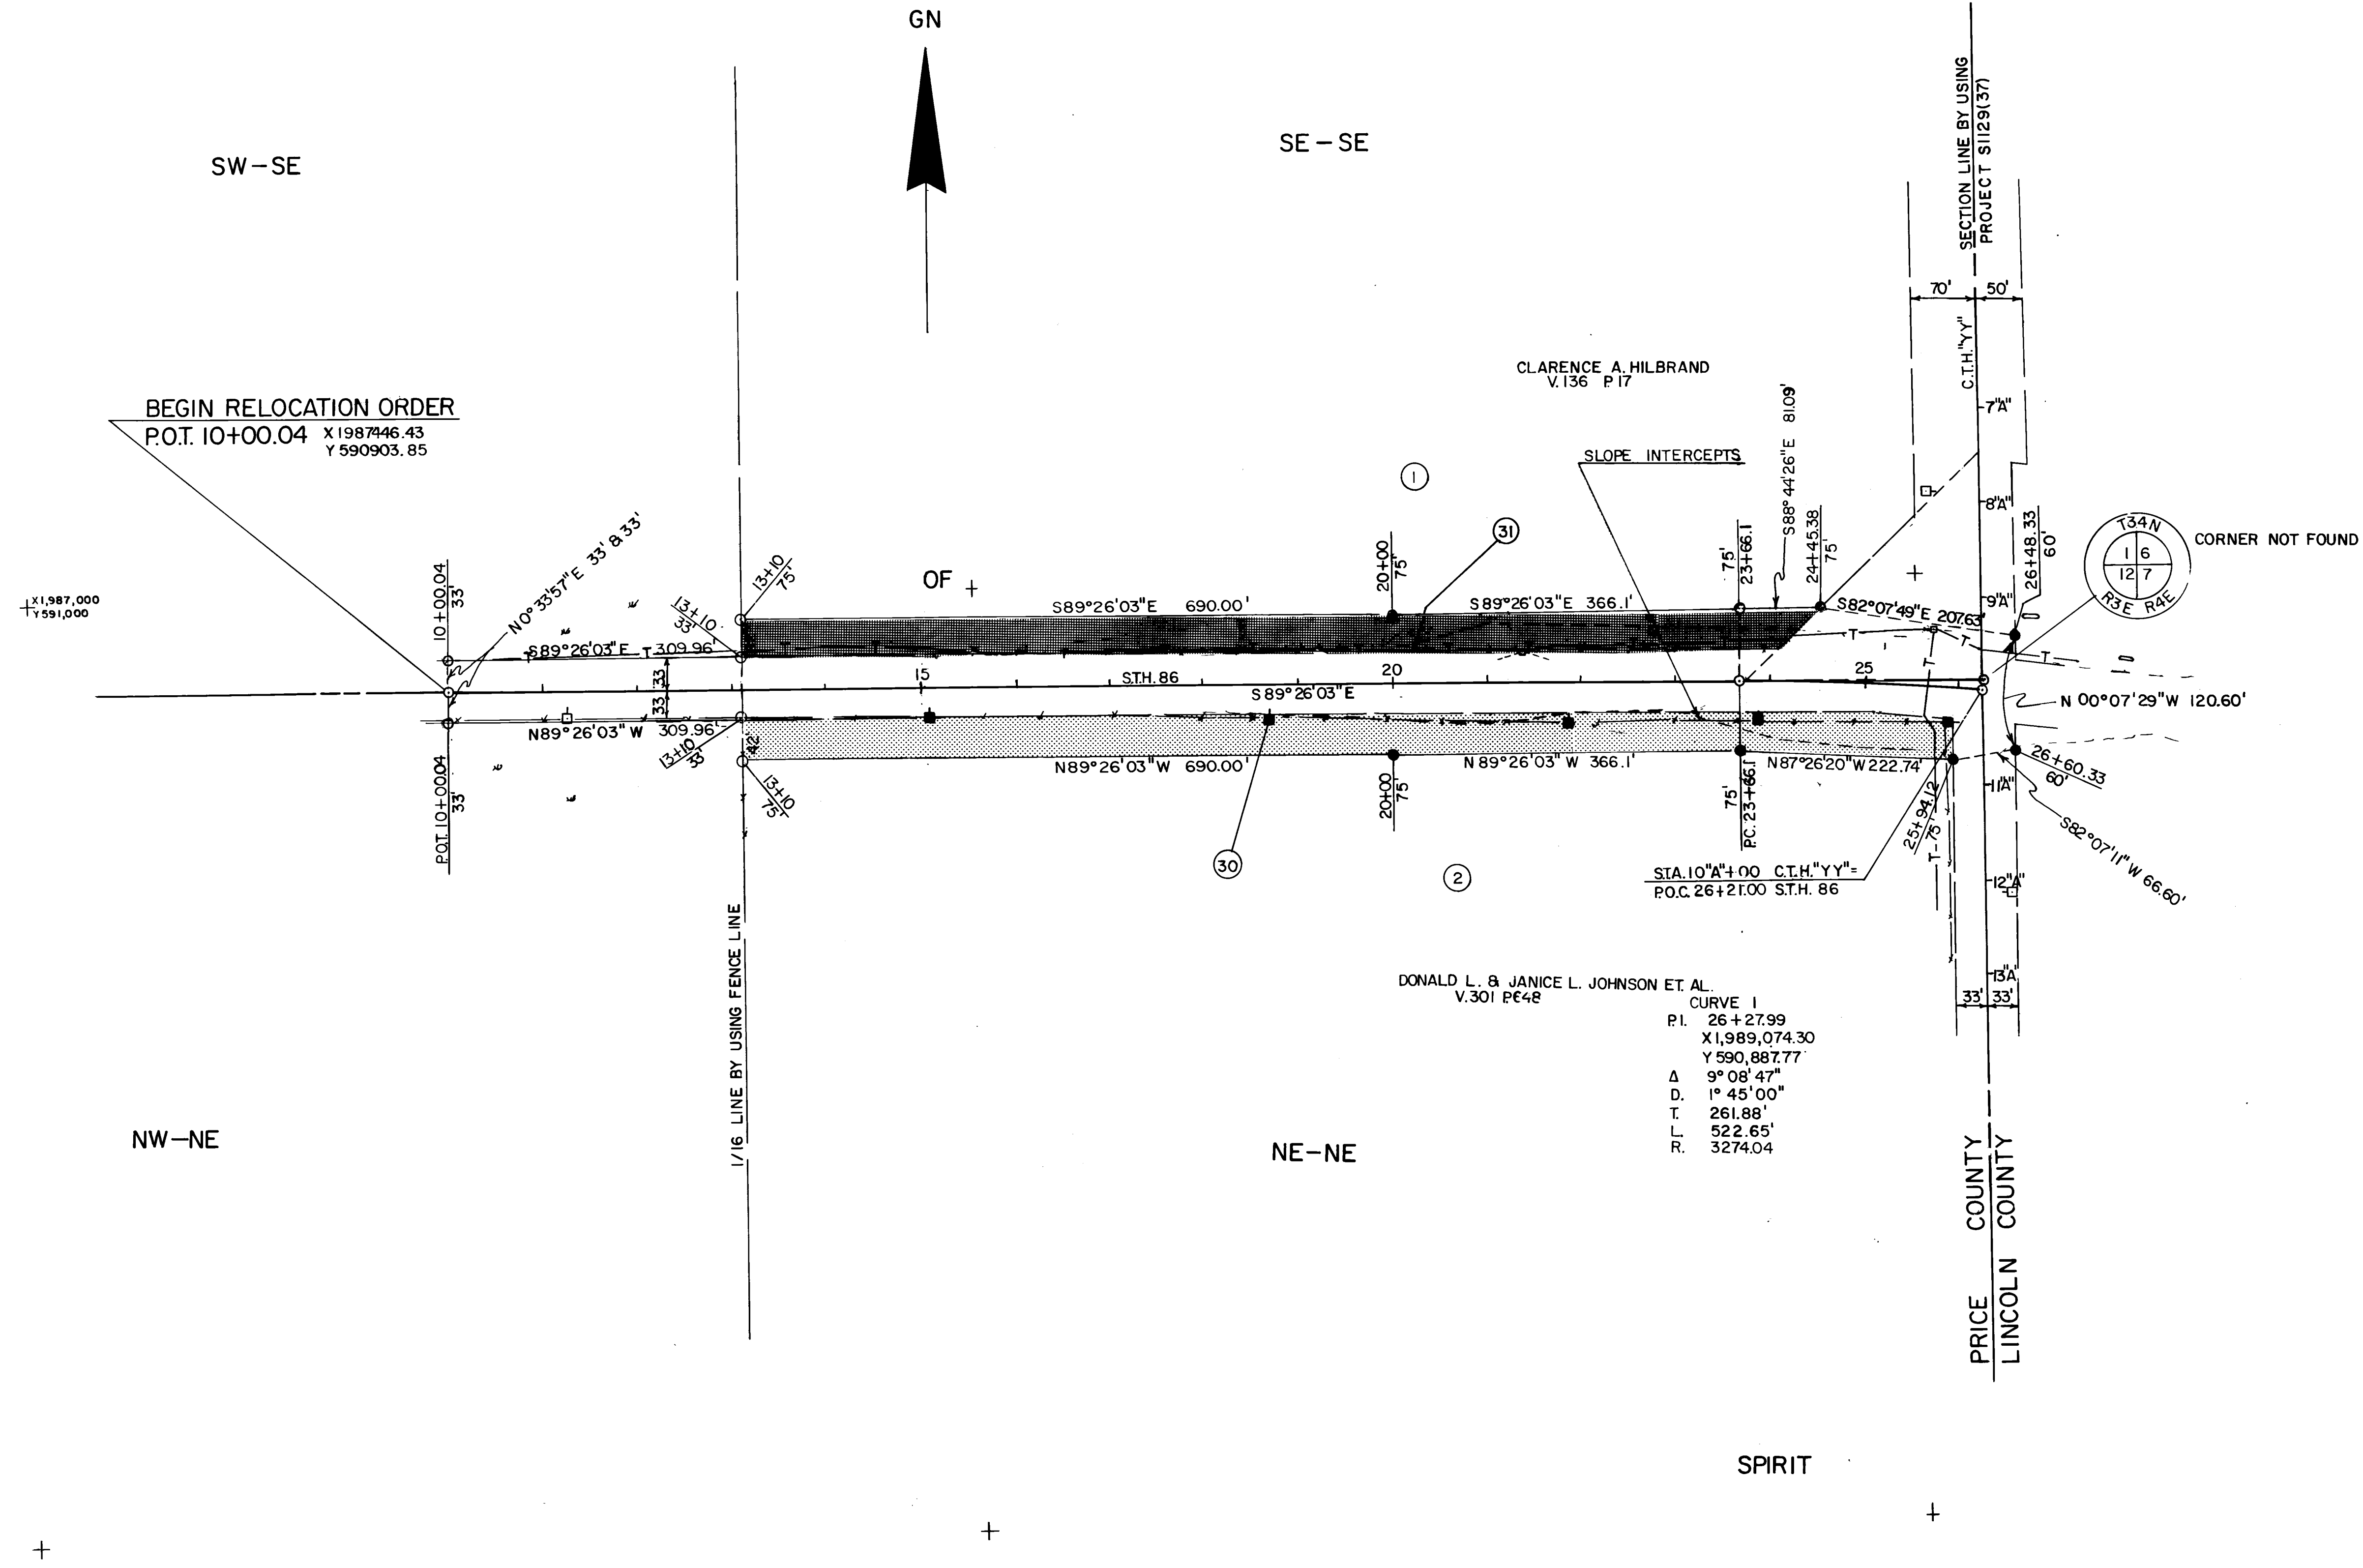 GN
SW-SE
SE-SE
SECTION LINE BY USING
PROJECT S1129(37)
70'
50'
C.T.H."YY"
CLARENCE A. HILBRAND
V. 136 P. 17
BEGIN RELOCATION ORDER
P.O.T. 10+00.04
X 1987446.43
Y 590903.85
SLOPE INTERCEPTS
S88°44'26"E 81.09'
7"A"
8"A"
9"A"
1
31
T34N
1 6
12 7
R3E R4E
CORNER NOT FOUND
26+48.33
60'
X1,987,000
Y 591,000
10+00.04
33'
N0°33'57"E 33' & 33'
13+10
75'
13+10
33'
OF
20+00
75'
75'
23+66.1
24+45.38
75'
S89°26'03"E 690.00'
S89°26'03"E 366.1'
S82°07'49"E 207.63'
S89°26'03"E 309.96'
T
T
T
T
33'
33'
15
S.T.H. 86
20
25
S89°26'03"E
N 00°07'29"W 120.60'
N89°26'03"W 309.96'
13+10
33'
42'
13+10
75'
N89°26'03"W 690.00'
N 89°26'03"W 366.1'
N87°26'20"W 222.74'
26+60.33
60'
11"A"
S82°07'11"W 66.60'
P.O.T. 10+00.04
33'
20+00
75'
75'
P.C. 23+66.1
25+94.12
75'
T
30
2
STA. 10"A"+00 C.T.H."YY"=
P.O.C. 26+21.00 S.T.H. 86
12"A"
13"A"
33'
33'
1/16 LINE BY USING FENCE LINE
DONALD L. & JANICE L. JOHNSON ET. AL.
V. 301 P. 648
CURVE 1
P.I. 26+27.99
X 1,989,074.30
Y 590,887.77
Δ 9°08'47"
D. 1°45'00"
T. 261.88'
L. 522.65'
R. 3274.04
NW-NE
NE-NE
PRICE COUNTY
LINCOLN COUNTY
SPIRIT